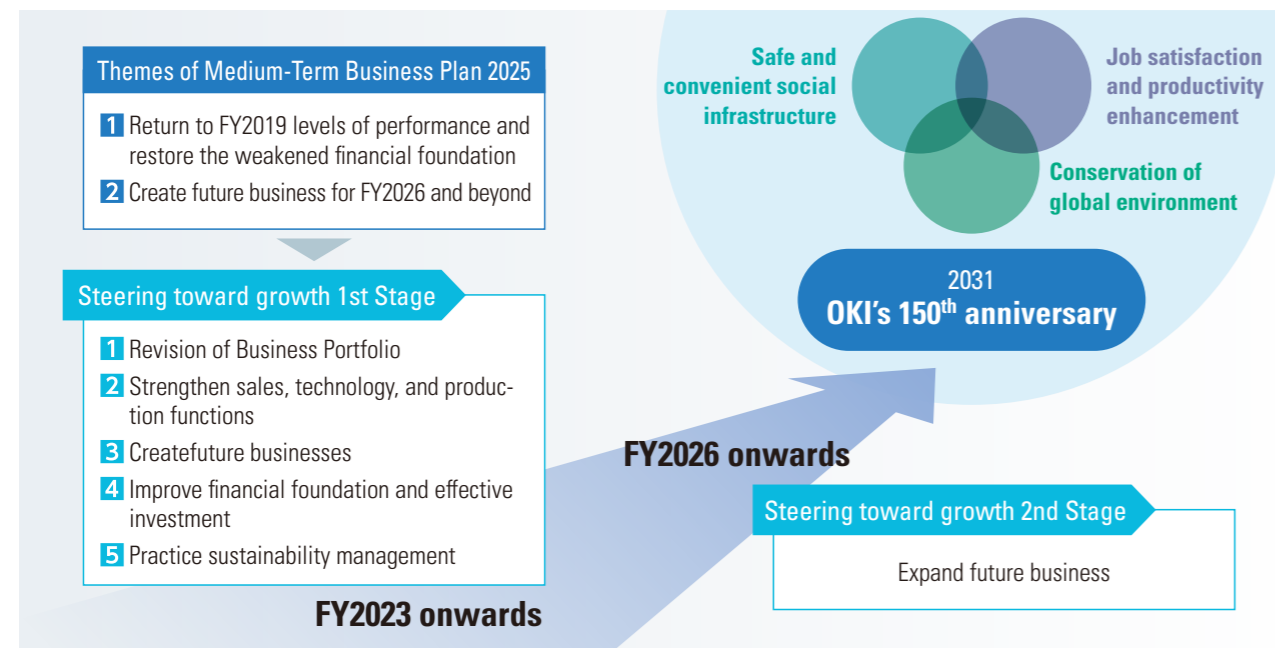 Themes of Medium-Term Business Plan 2025
1 Return to FY2019 levels of performance and
restore the weakened financial foundation
2 Create future business for FY2026 and beyond
Steering toward growth 1st Stage
1 Revision of Business Portfolio
2 Strengthen sales, technology, and produc-
tion functions
3 Createfuture businesses
4 Improve financial foundation and effective
investment
5 Practice sustainability management
FY2023 onwards
Safe and
convenient social
infrastructure
Job satisfaction
and productivity
enhancement
Conservation of
global environment
2031
OKI's 150th anniversary
FY2026 onwards
Steering toward growth 2nd Stage
Expand future business